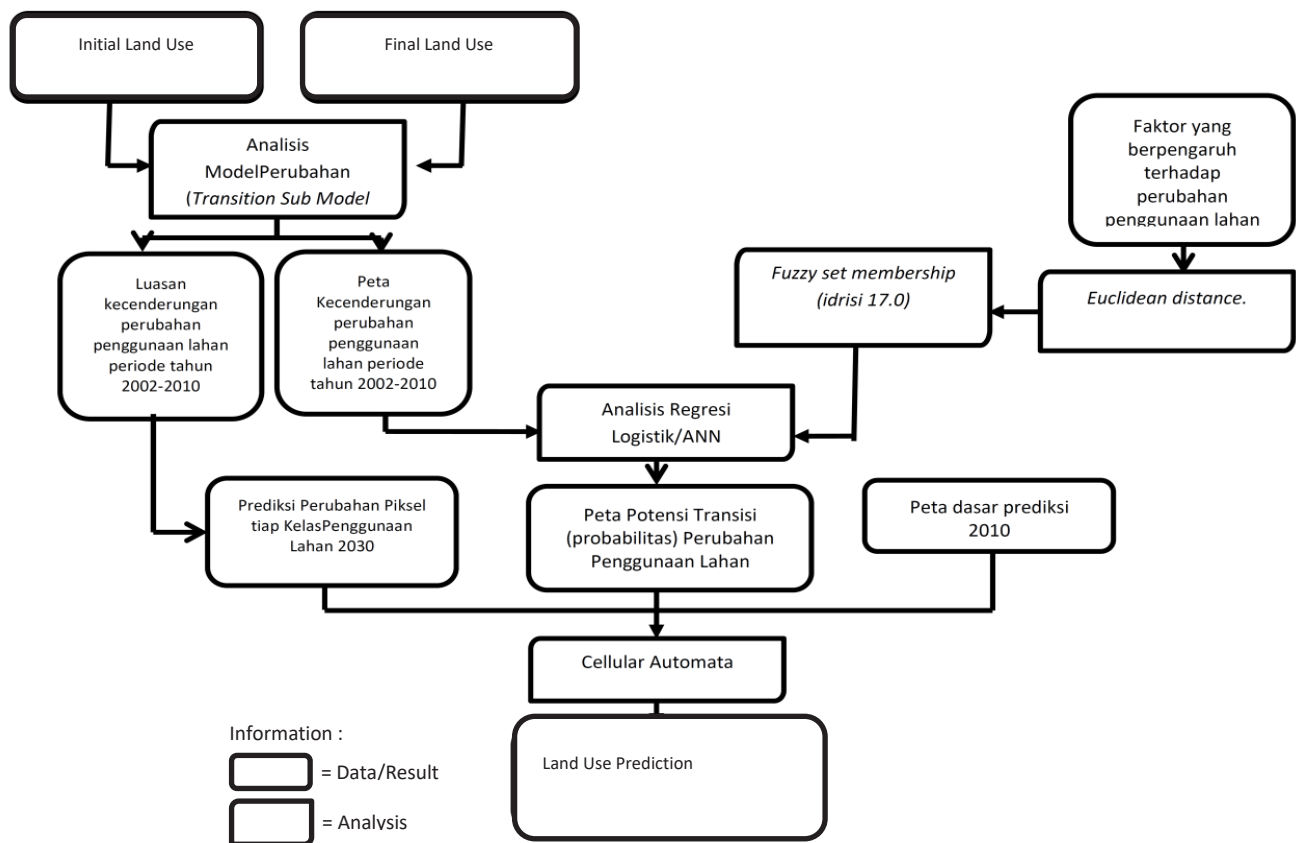 Initial Land Use
Final Land Use
Analisis
ModelPerubahan
(Transition Sub Model
Faktor yang
berpengaruh
terhadap
perubahan
penggunaan lahan
Luasan
kecenderungan
perubahan
penggunaan lahan
periode tahun
2002-2010
Peta
Kecenderungan
perubahan
penggunaan
lahan periode
tahun 2002-2010
Fuzzy set membership
(idrisi 17.0)
Euclidean distance.
Analisis Regresi
Logistik/ANN
Prediksi Perubahan Piksel
tiap KelasPenggunaan
Lahan 2030
Peta Potensi Transisi
(probabilitas) Perubahan
Penggunaan Lahan
Peta dasar prediksi
2010
Cellular Automata
Land Use Prediction
Information :
= Data/Result
= Analysis